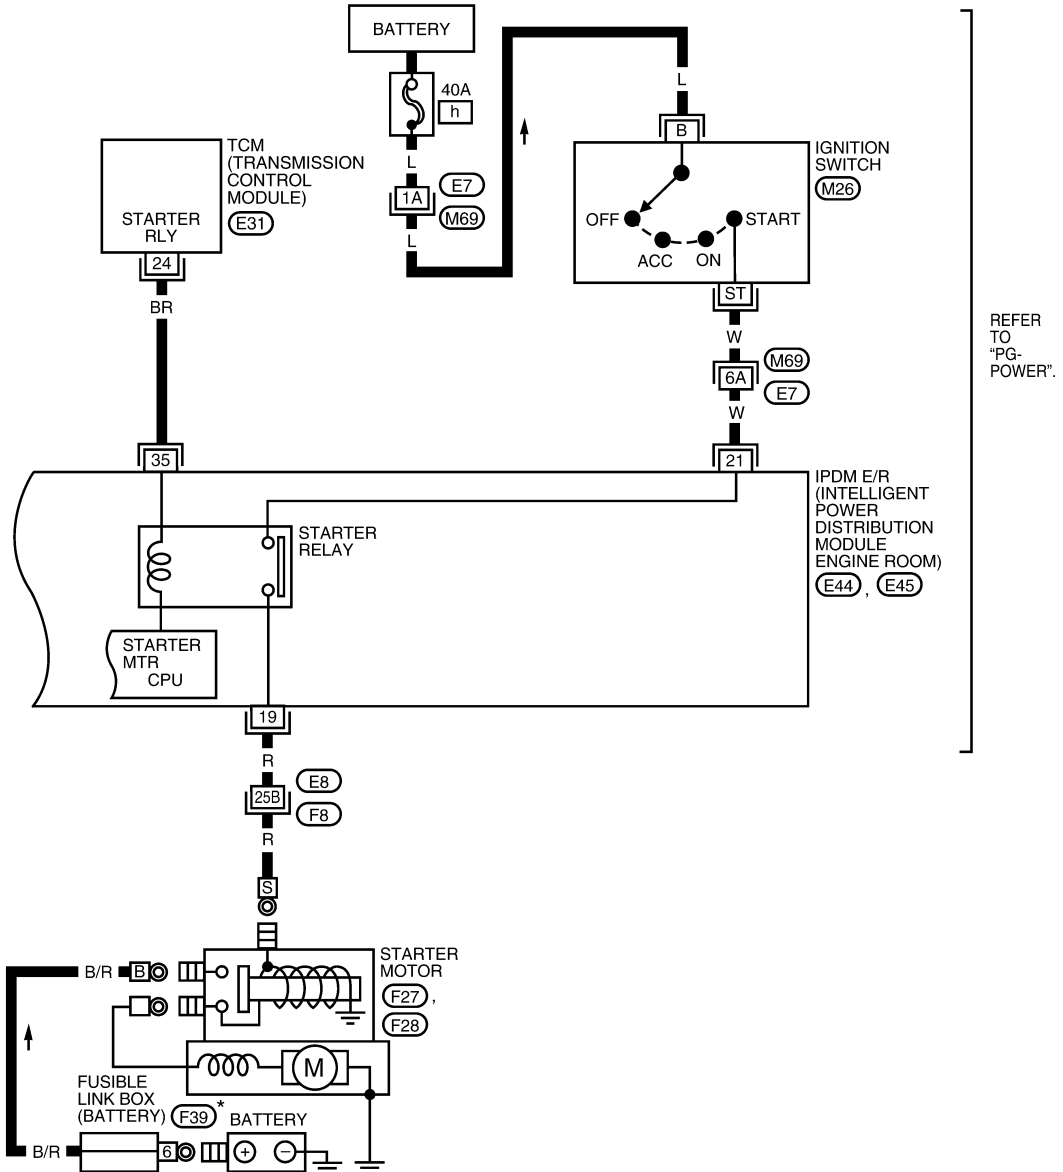 BATTERY
40A
h
L
1A
E7
M69
L
L
B
IGNITION
SWITCH
M26
OFF
START
ACC
ON
ST
W
6A
M69
E7
W
21
TCM
(TRANSMISSION
CONTROL
MODULE)
E31
STARTER
RLY
24
BR
35
REFER
TO
“PG-
POWER”.
IPDM E/R
(INTELLIGENT
POWER
DISTRIBUTION
MODULE
ENGINE ROOM)
E44 , E45
STARTER
RELAY
STARTER
MTR
CPU
19
R
25B
E8
F8
R
S
STARTER
MOTOR
F27 ,
F28
B/R
B
M
FUSIBLE
LINK BOX
(BATTERY) F39 *
BATTERY
B/R
6
+
−